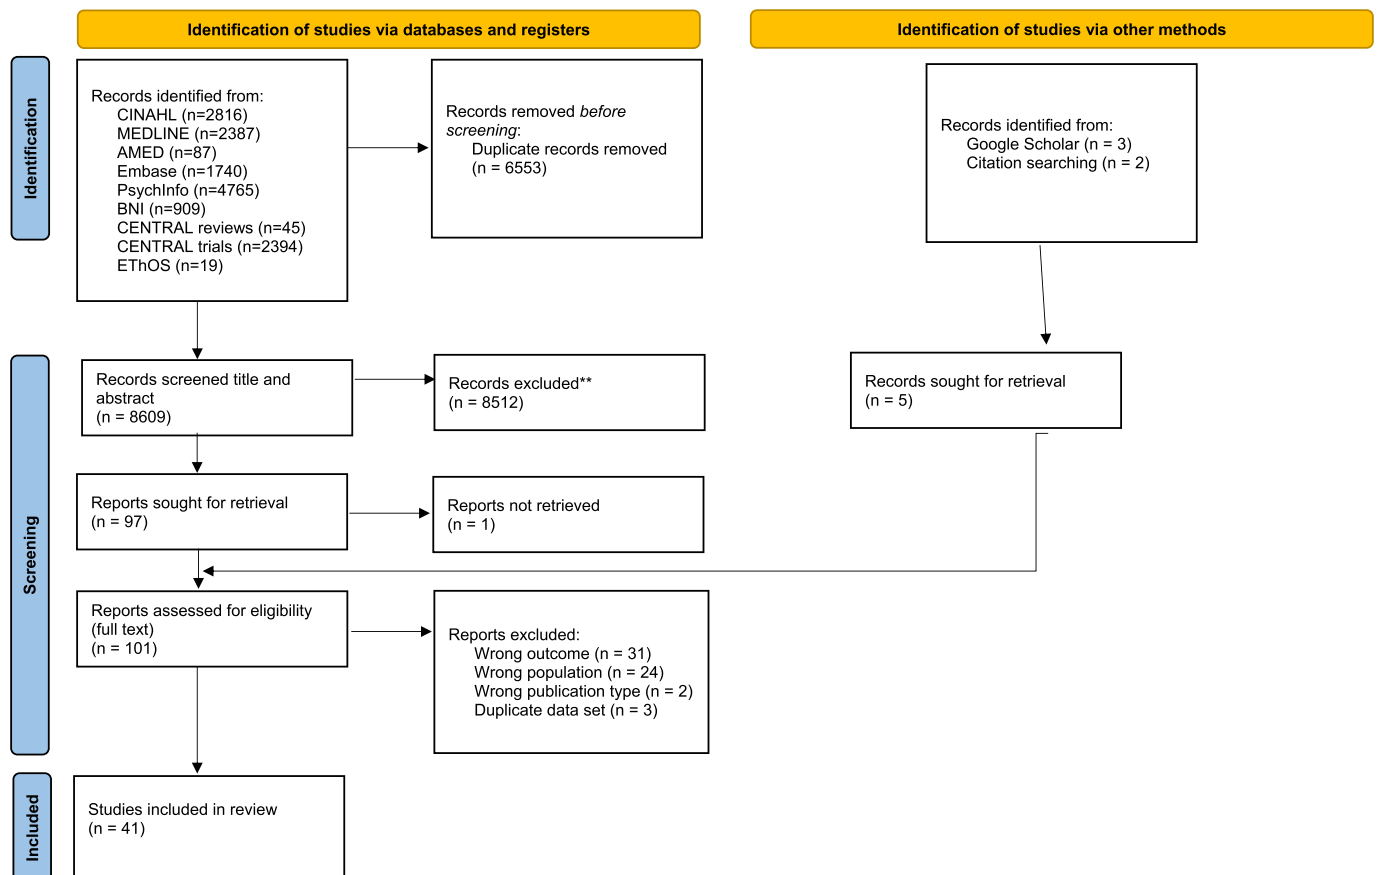 Identification of studies via databases and registers
Identification of studies via other methods
Identification
Records identified from:
CINAHL (n=2816)
MEDLINE (n=2387)
AMED (n=87)
Embase (n=1740)
PsychInfo (n=4765)
BNI (n=909)
CENTRAL reviews (n=45)
CENTRAL trials (n=2394)
EThOS (n=19)
Records removed before
screening:
Duplicate records removed
(n = 6553)
Records identified from:
Google Scholar (n = 3)
Citation searching (n = 2)
Screening
Records screened title and
abstract
(n = 8609)
Records excluded**
(n = 8512)
Records sought for retrieval
(n = 5)
Reports sought for retrieval
(n = 97)
Reports not retrieved
(n = 1)
Reports assessed for eligibility
(full text)
(n = 101)
Reports excluded:
Wrong outcome (n = 31)
Wrong population (n = 24)
Wrong publication type (n = 2)
Duplicate data set (n = 3)
Included
Studies included in review
(n = 41)